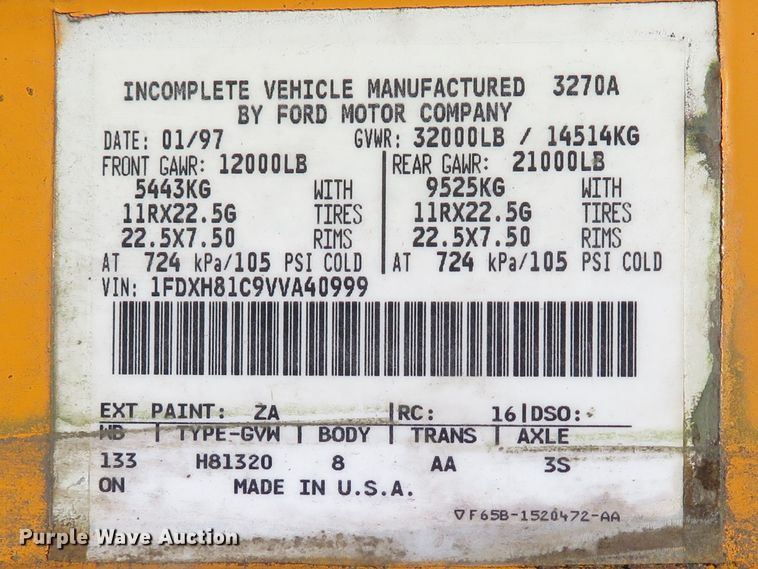 INCOMPLETE VEHICLE MANUFACTURED 3270A
BY FORD MOTOR COMPANY
DATE: 01/97 GVWR: 32000LB / 14514KG
FRONT GAWR: 12000LB REAR GAWR: 21000LB
5443KG WITH 9525KG WITH
11RX22.5G TIRES 11RX22.5G TIRES
22.5X7.50 RIMS 22.5X7.50 RIMS
AT 724 kPa/105 PSI COLD AT 724 kPa/105 PSI COLD
VIN: 1FDXH81C9VVA40999
EXT PAINT: ZA |RC: 16|DSO:
WB | TYPE-GVW | BODY | TRANS | AXLE
133 H81320 8 AA 3S
ON MADE IN U.S.A.
▽F65B-1520472-AA
Purple Wave Auction